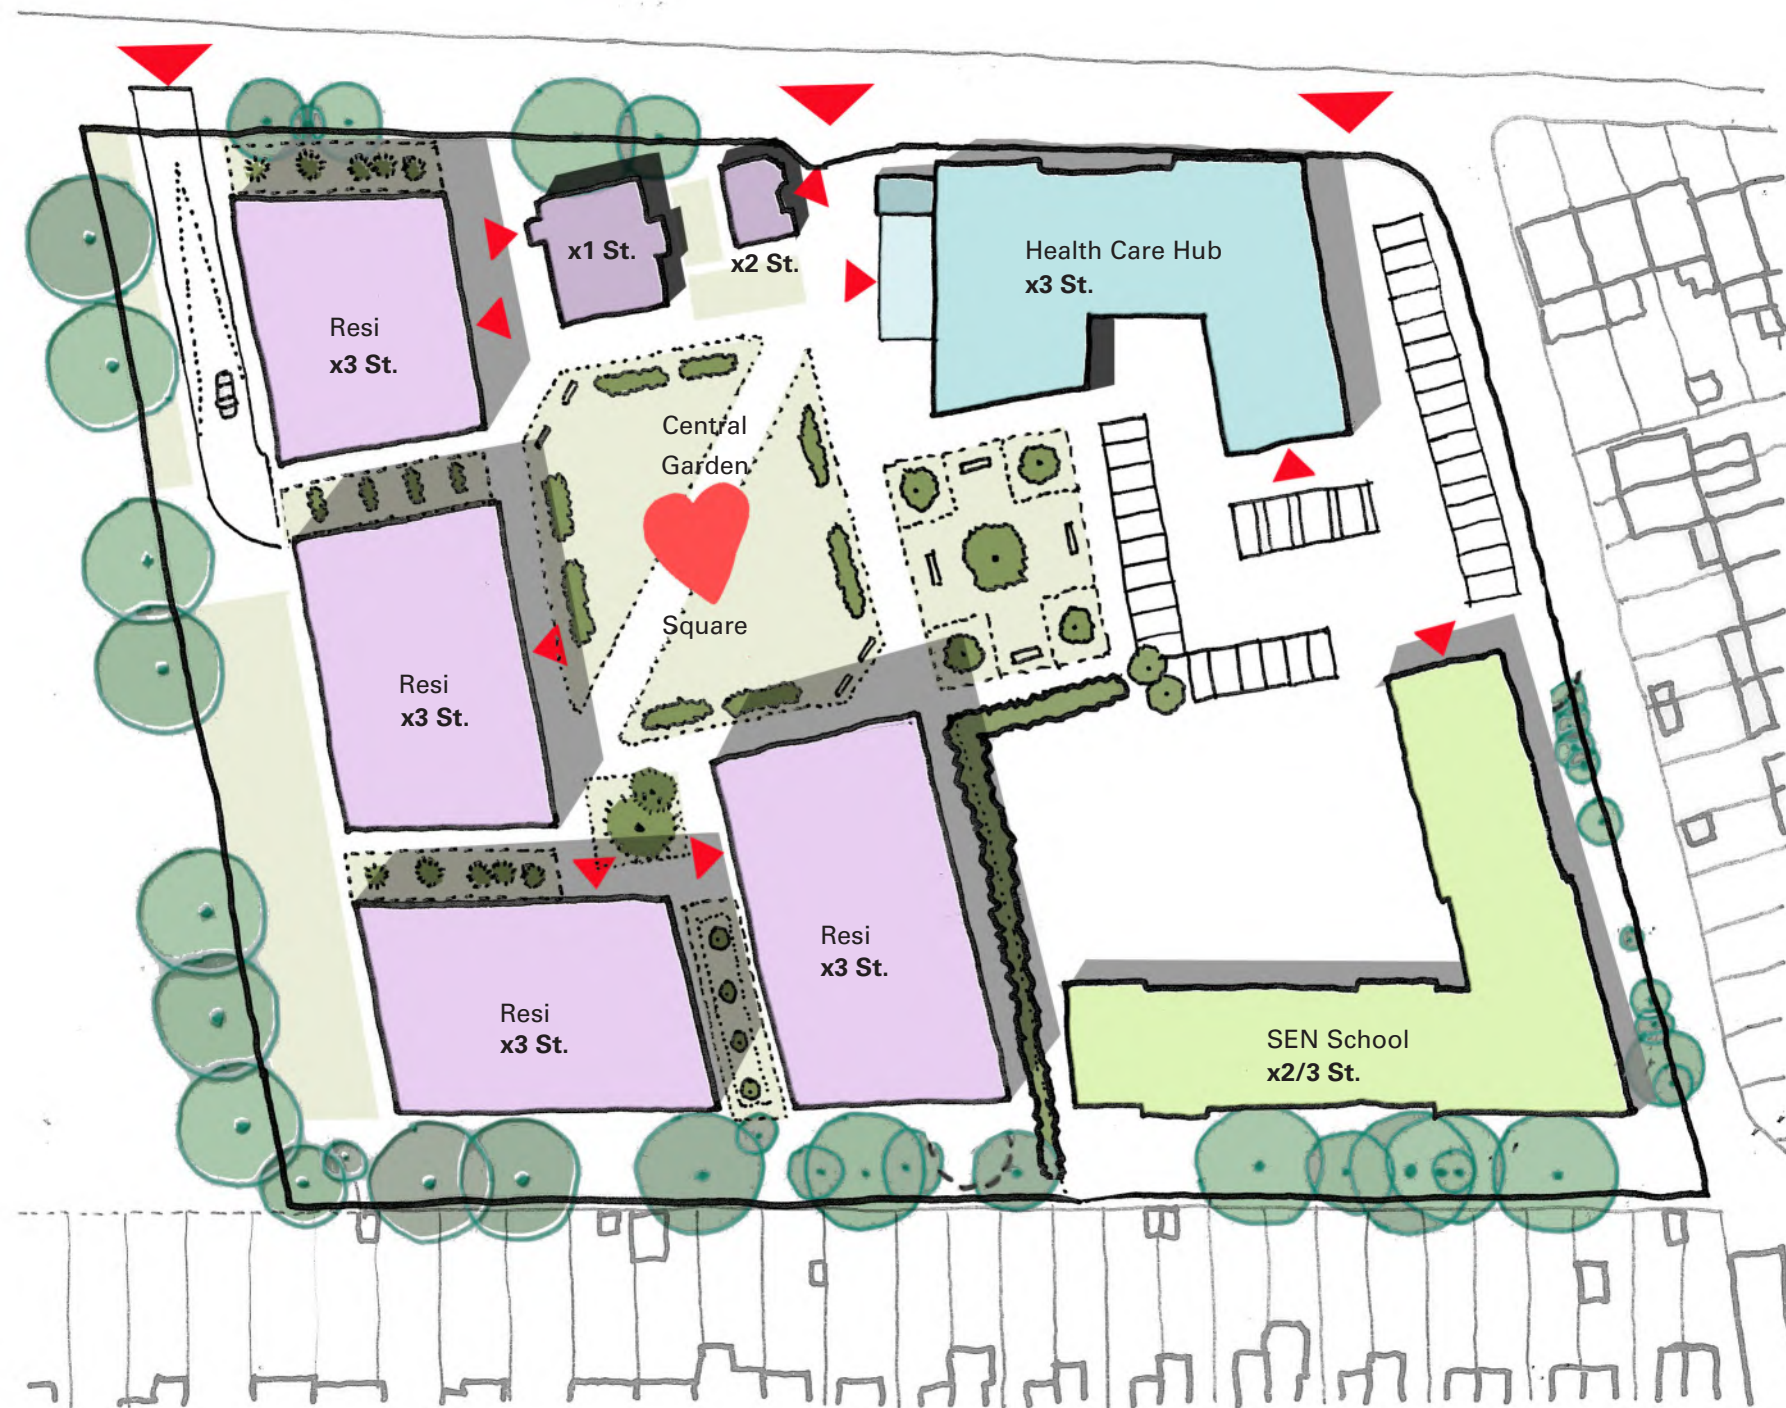 x1 St.
x2 St.
Health Care Hub
x3 St.
Resi
x3 St.
Central
Garden
Square
Resi
x3 St.
Resi
x3 St.
Resi
x3 St.
SEN School
x2/3 St.